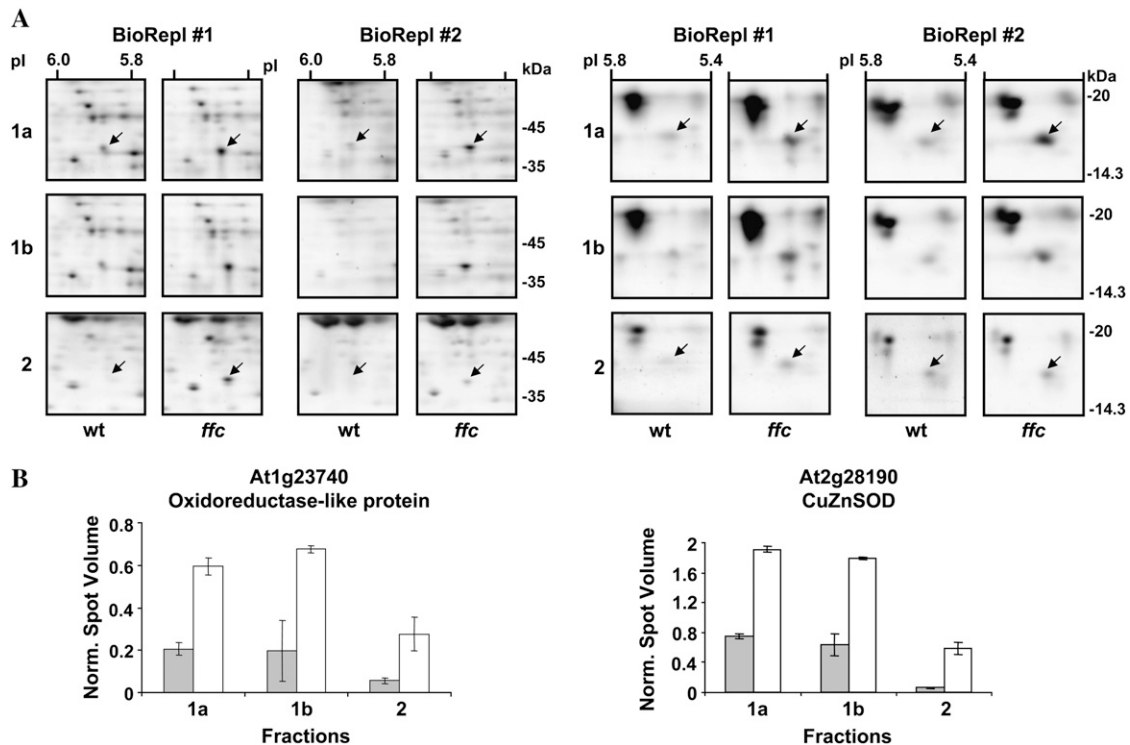 A
BioRepl #1 BioRepl #2 BioRepl #1 BioRepl #2
pI 6.0 5.8 pI 6.0 5.8 kDa pI 5.8 5.4 pI 5.8 5.4 kDa
1a -45 -35 1a -20 -14.3
1b -45 -35 1b -20 -14.3
2 -45 -35 2 -20 -14.3
wt ffc wt ffc wt ffc wt ffc
B
At1g23740
Oxidoreductase-like protein
Norm. Spot Volume
0.8
0.6
0.4
0.2
0
1a 1b 2
Fractions
At2g28190
CuZnSOD
Norm. Spot Volume
2
1.6
1.2
0.8
0.4
0
1a 1b 2
Fractions